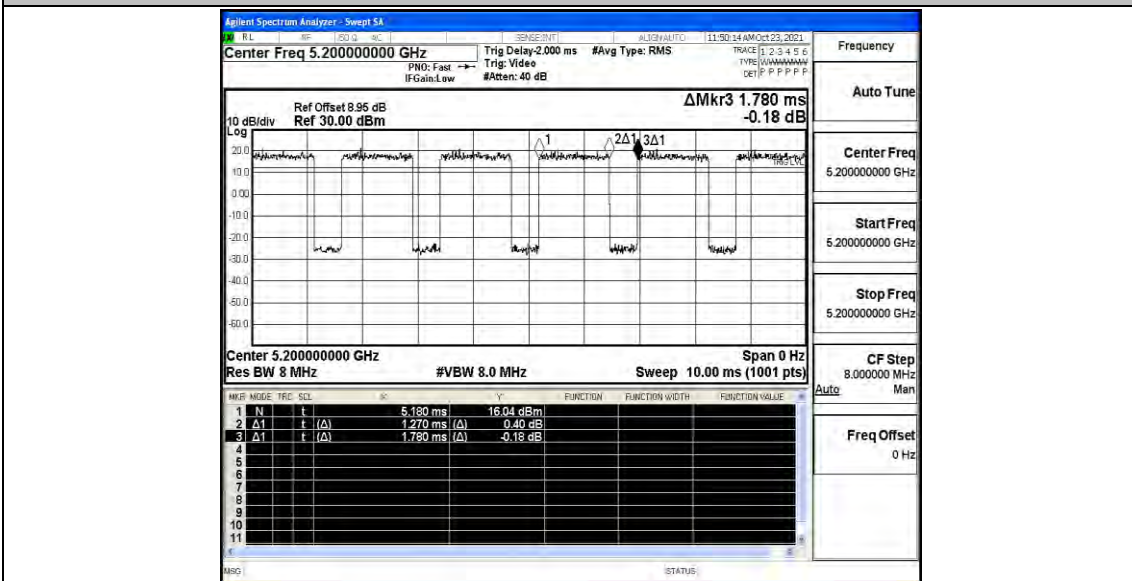 Agilent Spectrum Analyzer - Swept SA
RL RF 50 Ω AC SENSE:INT ALIGN AUTO 11:50:14 AM Oct 23, 2021
Center Freq 5.200000000 GHz
PNO: Fast
IFGain:Low
Trig Delay-2.000 ms
Trig: Video
#Atten: 40 dB
#Avg Type: RMS
TRACE 1 2 3 4 5 6
TYPE
DET P P P P P P
ΔMkr3 1.780 ms
-0.18 dB
Ref Offset 8.95 dB
10 dB/div Ref 30.00 dBm
Log
1 2Δ1 3Δ1
TRIG LVL
20.0
10.0
0.00
-10.0
-20.0
-30.0
-40.0
-50.0
-60.0
Center 5.200000000 GHz Span 0 Hz
Res BW 8 MHz #VBW 8.0 MHz Sweep 10.00 ms (1001 pts)
MKR MODE TRC SCL X Y FUNCTION FUNCTION WIDTH FUNCTION VALUE
1 N t 5.180 ms 16.04 dBm
2 Δ1 t (Δ) 1.270 ms (Δ) 0.40 dB
3 Δ1 t (Δ) 1.780 ms (Δ) -0.18 dB
4
5
6
7
8
9
10
11
MSG STATUS
Frequency
Auto Tune
Center Freq
5.200000000 GHz
Start Freq
5.200000000 GHz
Stop Freq
5.200000000 GHz
CF Step
8.000000 MHz
Auto Man
Freq Offset
0 Hz